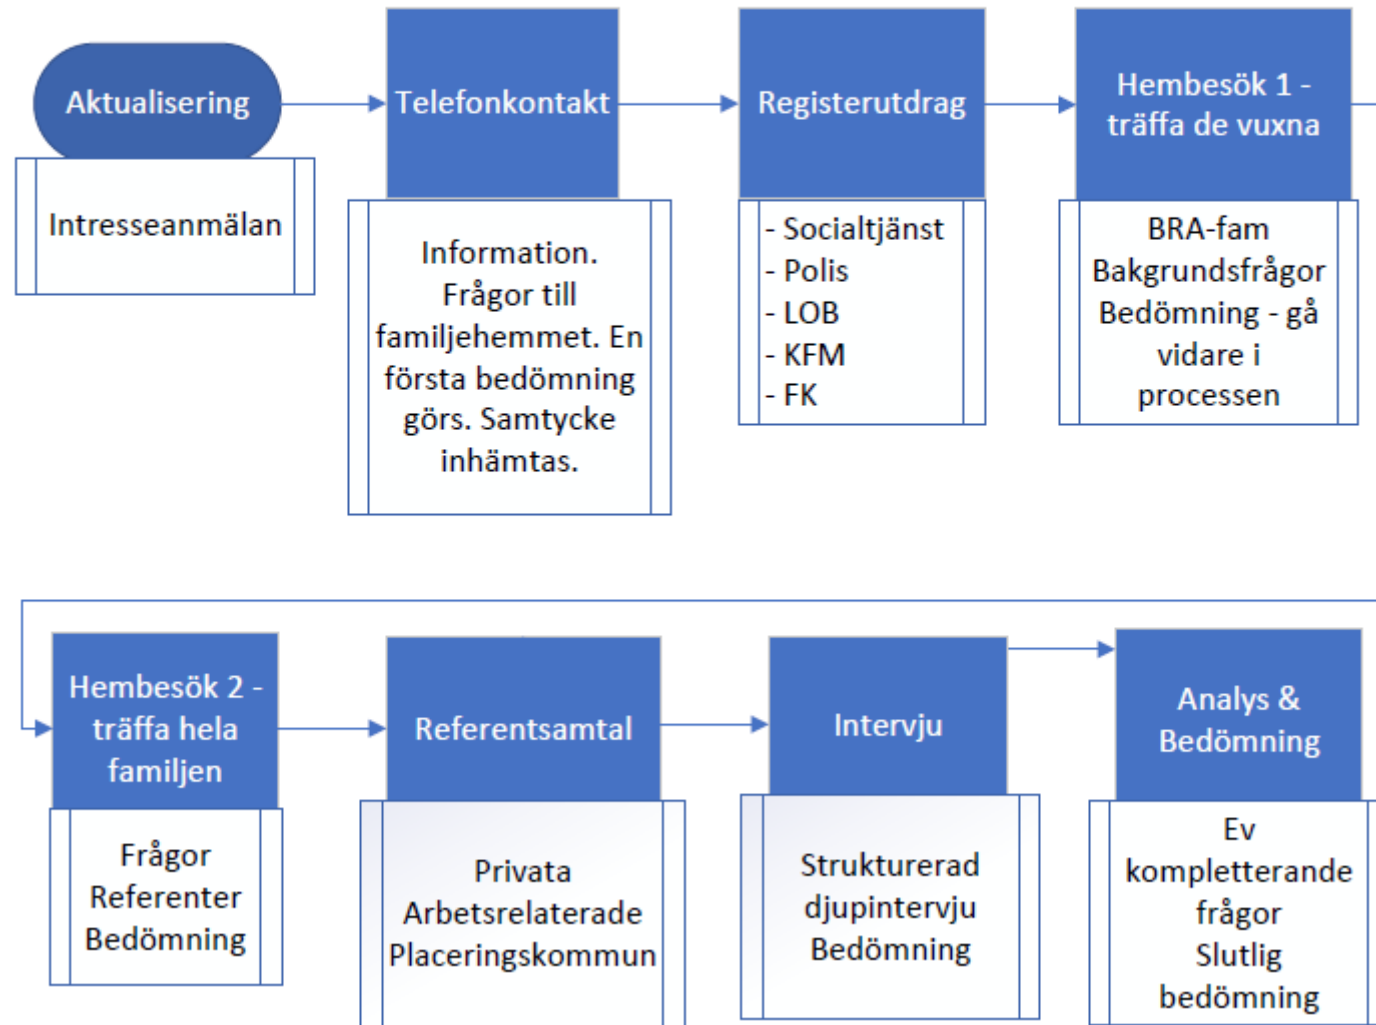 Aktualisering
Intresseanmälan
Telefonkontakt
Information.
Frågor till
familjehemmet. En
första bedömning
görs. Samtycke
inhämtas.
Registerutdrag
- Socialtjänst
- Polis
- LOB
- KFM
- FK
Hembesök 1 -
träffa de vuxna
BRA-fam
Bakgrundsfrågor
Bedömning - gå
vidare i
processen
Hembesök 2 -
träffa hela
familjen
Frågor
Referenter
Bedömning
Referentsamtal
Privata
Arbetsrelaterade
Placeringskommun
Intervju
Strukturerad
djupintervju
Bedömning
Analys &
Bedömning
Ev
kompletterande
frågor
Slutlig
bedömning